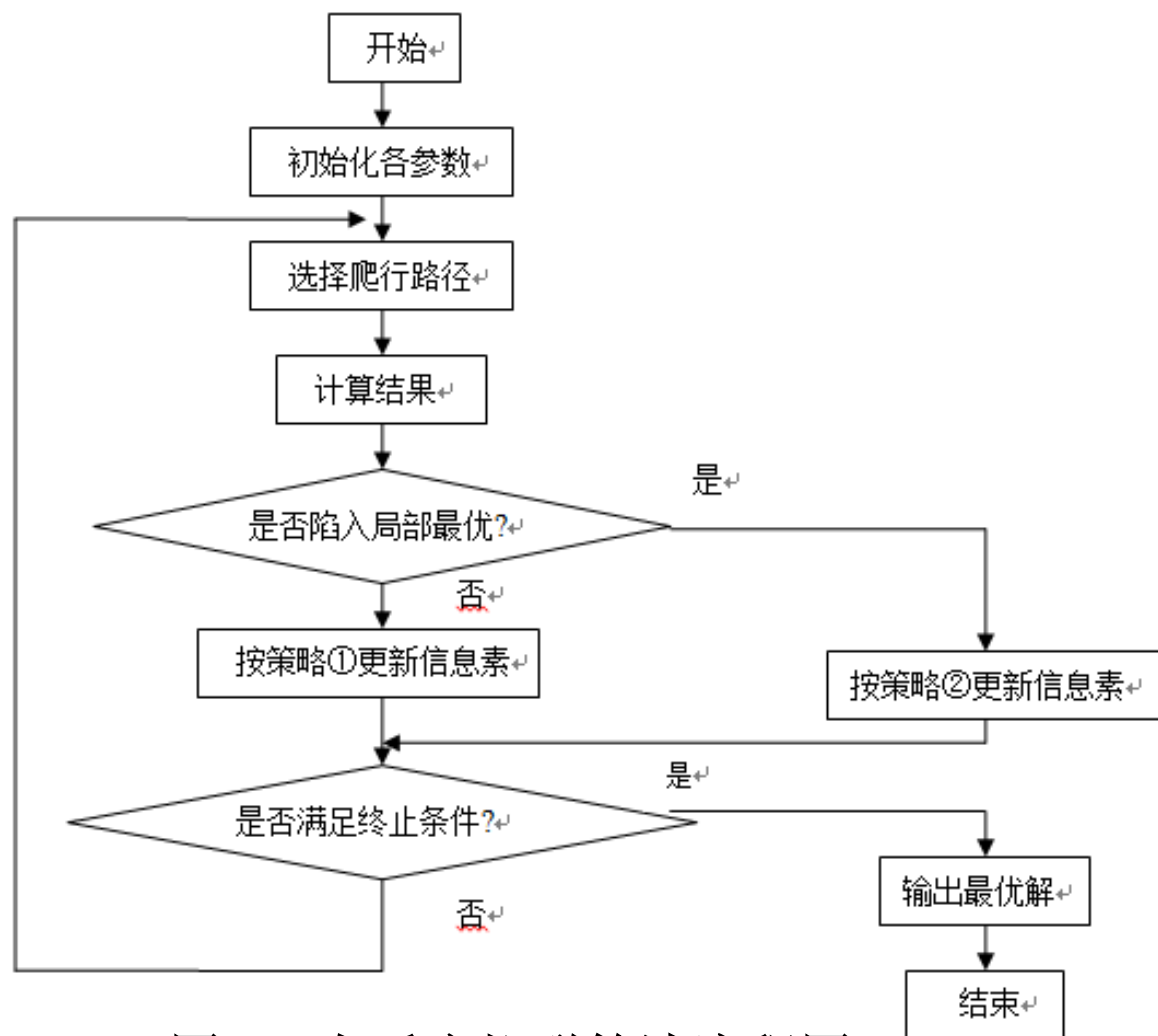 开始
初始化各参数
选择爬行路径
计算结果
是否陷入局部最优?
是
否
按策略①更新信息素
按策略②更新信息素
是否满足终止条件?
是
否
输出最优解
结束